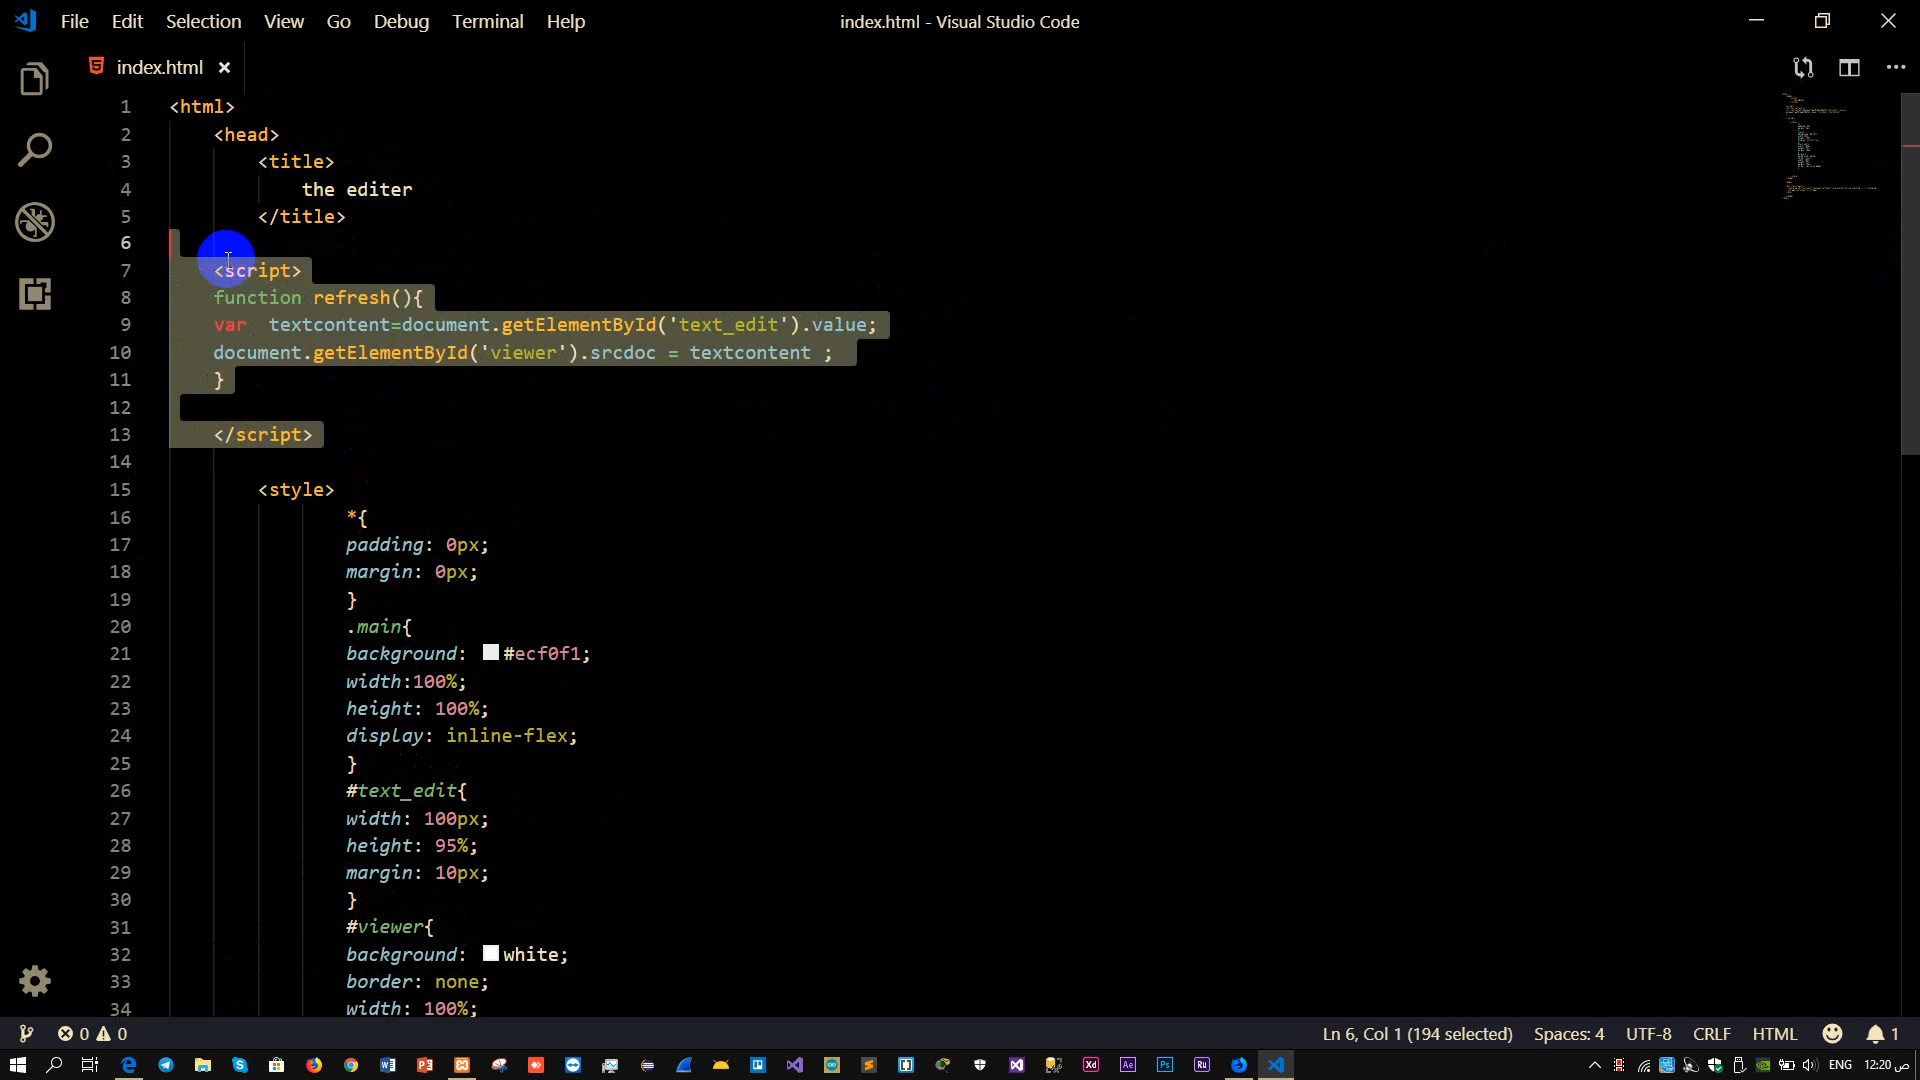 File Edit Selection View Go Debug Terminal Help
index.html - Visual Studio Code
index.html
1 <html>
2 <head>
3 <title>
4 the editer
5 </title>
6
7 <script>
8 function refresh(){
9 var textcontent=document.getElementById('text_edit').value;
10 document.getElementById('viewer').srcdoc = textcontent ;
11 }
12
13 </script>
14
15 <style>
16 *{
17 padding: 0px;
18 margin: 0px;
19 }
20 .main{
21 background: #ecf0f1;
22 width:100%;
23 height: 100%;
24 display: inline-flex;
25 }
26 #text_edit{
27 width: 100px;
28 height: 95%;
29 margin: 10px;
30 }
31 #viewer{
32 background: white;
33 border: none;
34 width: 100%;
0 0 Ln 6, Col 1 (194 selected) Spaces: 4 UTF-8 CRLF HTML 1
ENG 12:20 ص